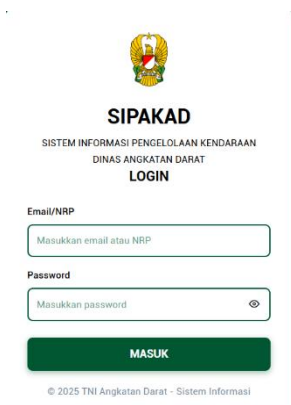 SIPAKAD
SISTEM INFORMASI PENGELOLAAN KENDARAAN
DINAS ANGKATAN DARAT
LOGIN
Email/NRP
Masukkan email atau NRP
Password
Masukkan password
MASUK
© 2025 TNI Angkatan Darat - Sistem Informasi